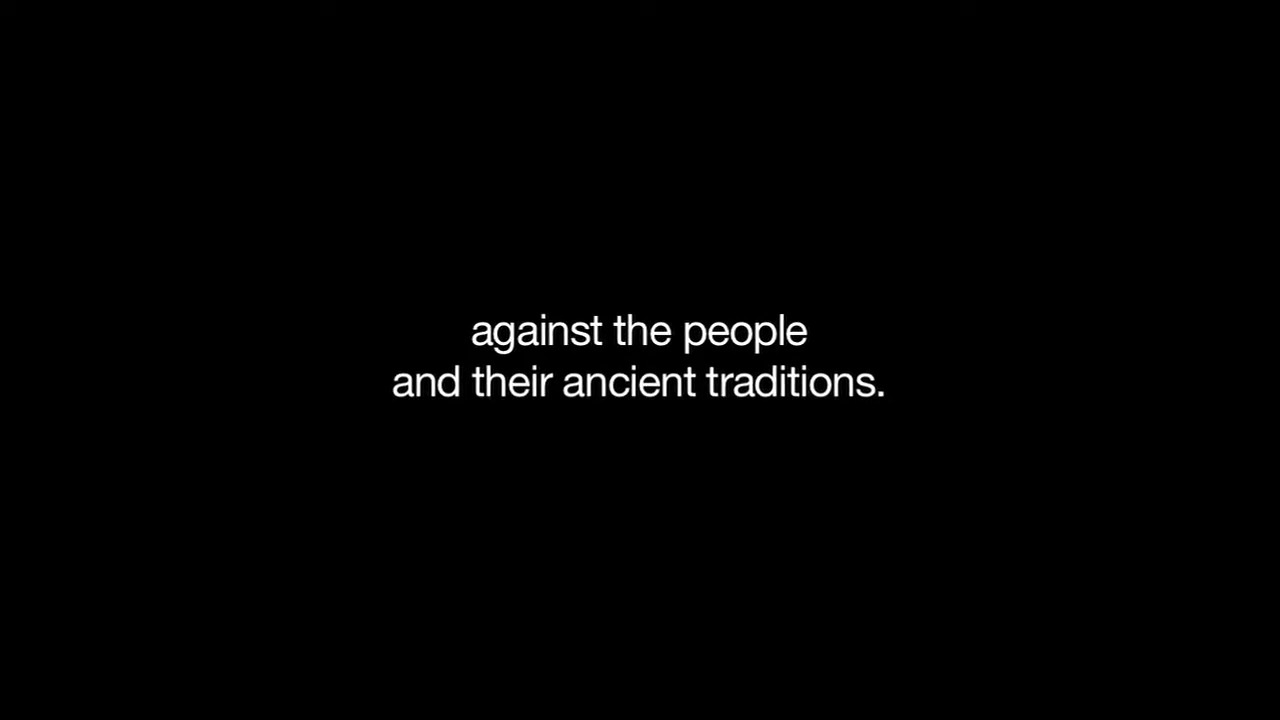 against the people
and their ancient traditions.